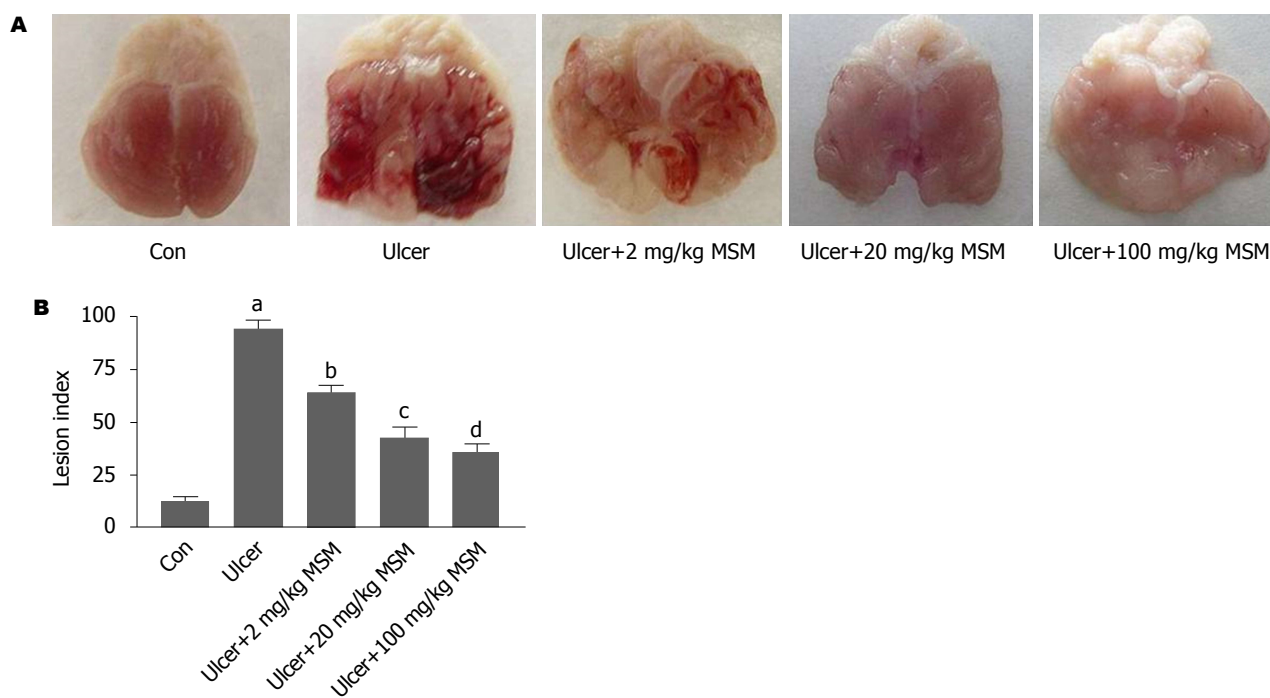 A
Con
Ulcer
Ulcer+2 mg/kg MSM
Ulcer+20 mg/kg MSM
Ulcer+100 mg/kg MSM
B
Lesion index
100
75
50
25
0
a
b
c
d
Con
Ulcer
Ulcer+2 mg/kg MSM
Ulcer+20 mg/kg MSM
Ulcer+100 mg/kg MSM